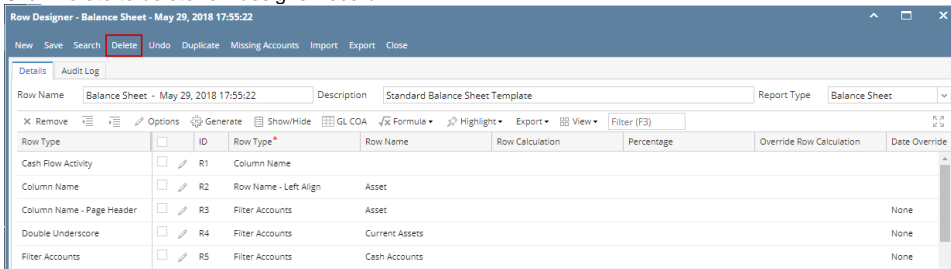 Row Designer - Balance Sheet - May 29, 2018 17:55:22
New Save Search Delete Undo Duplicate Missing Accounts Import Export Close
Details Audit Log
Row Name Balance Sheet - May 29, 2018 17:55:22 Description Standard Balance Sheet Template Report Type Balance Sheet
Remove Options Generate Show/Hide GL COA Formula Highlight Export View Filter (F3)
Row Type ID Row Type* Row Name Row Calculation Percentage Override Row Calculation Date Override
Cash Flow Activity R1 Column Name
Column Name R2 Row Name - Left Align Asset
Column Name - Page Header R3 Filter Accounts Asset None
Double Underscore R4 Filter Accounts Current Assets None
Filter Accounts R5 Filter Accounts Cash Accounts None